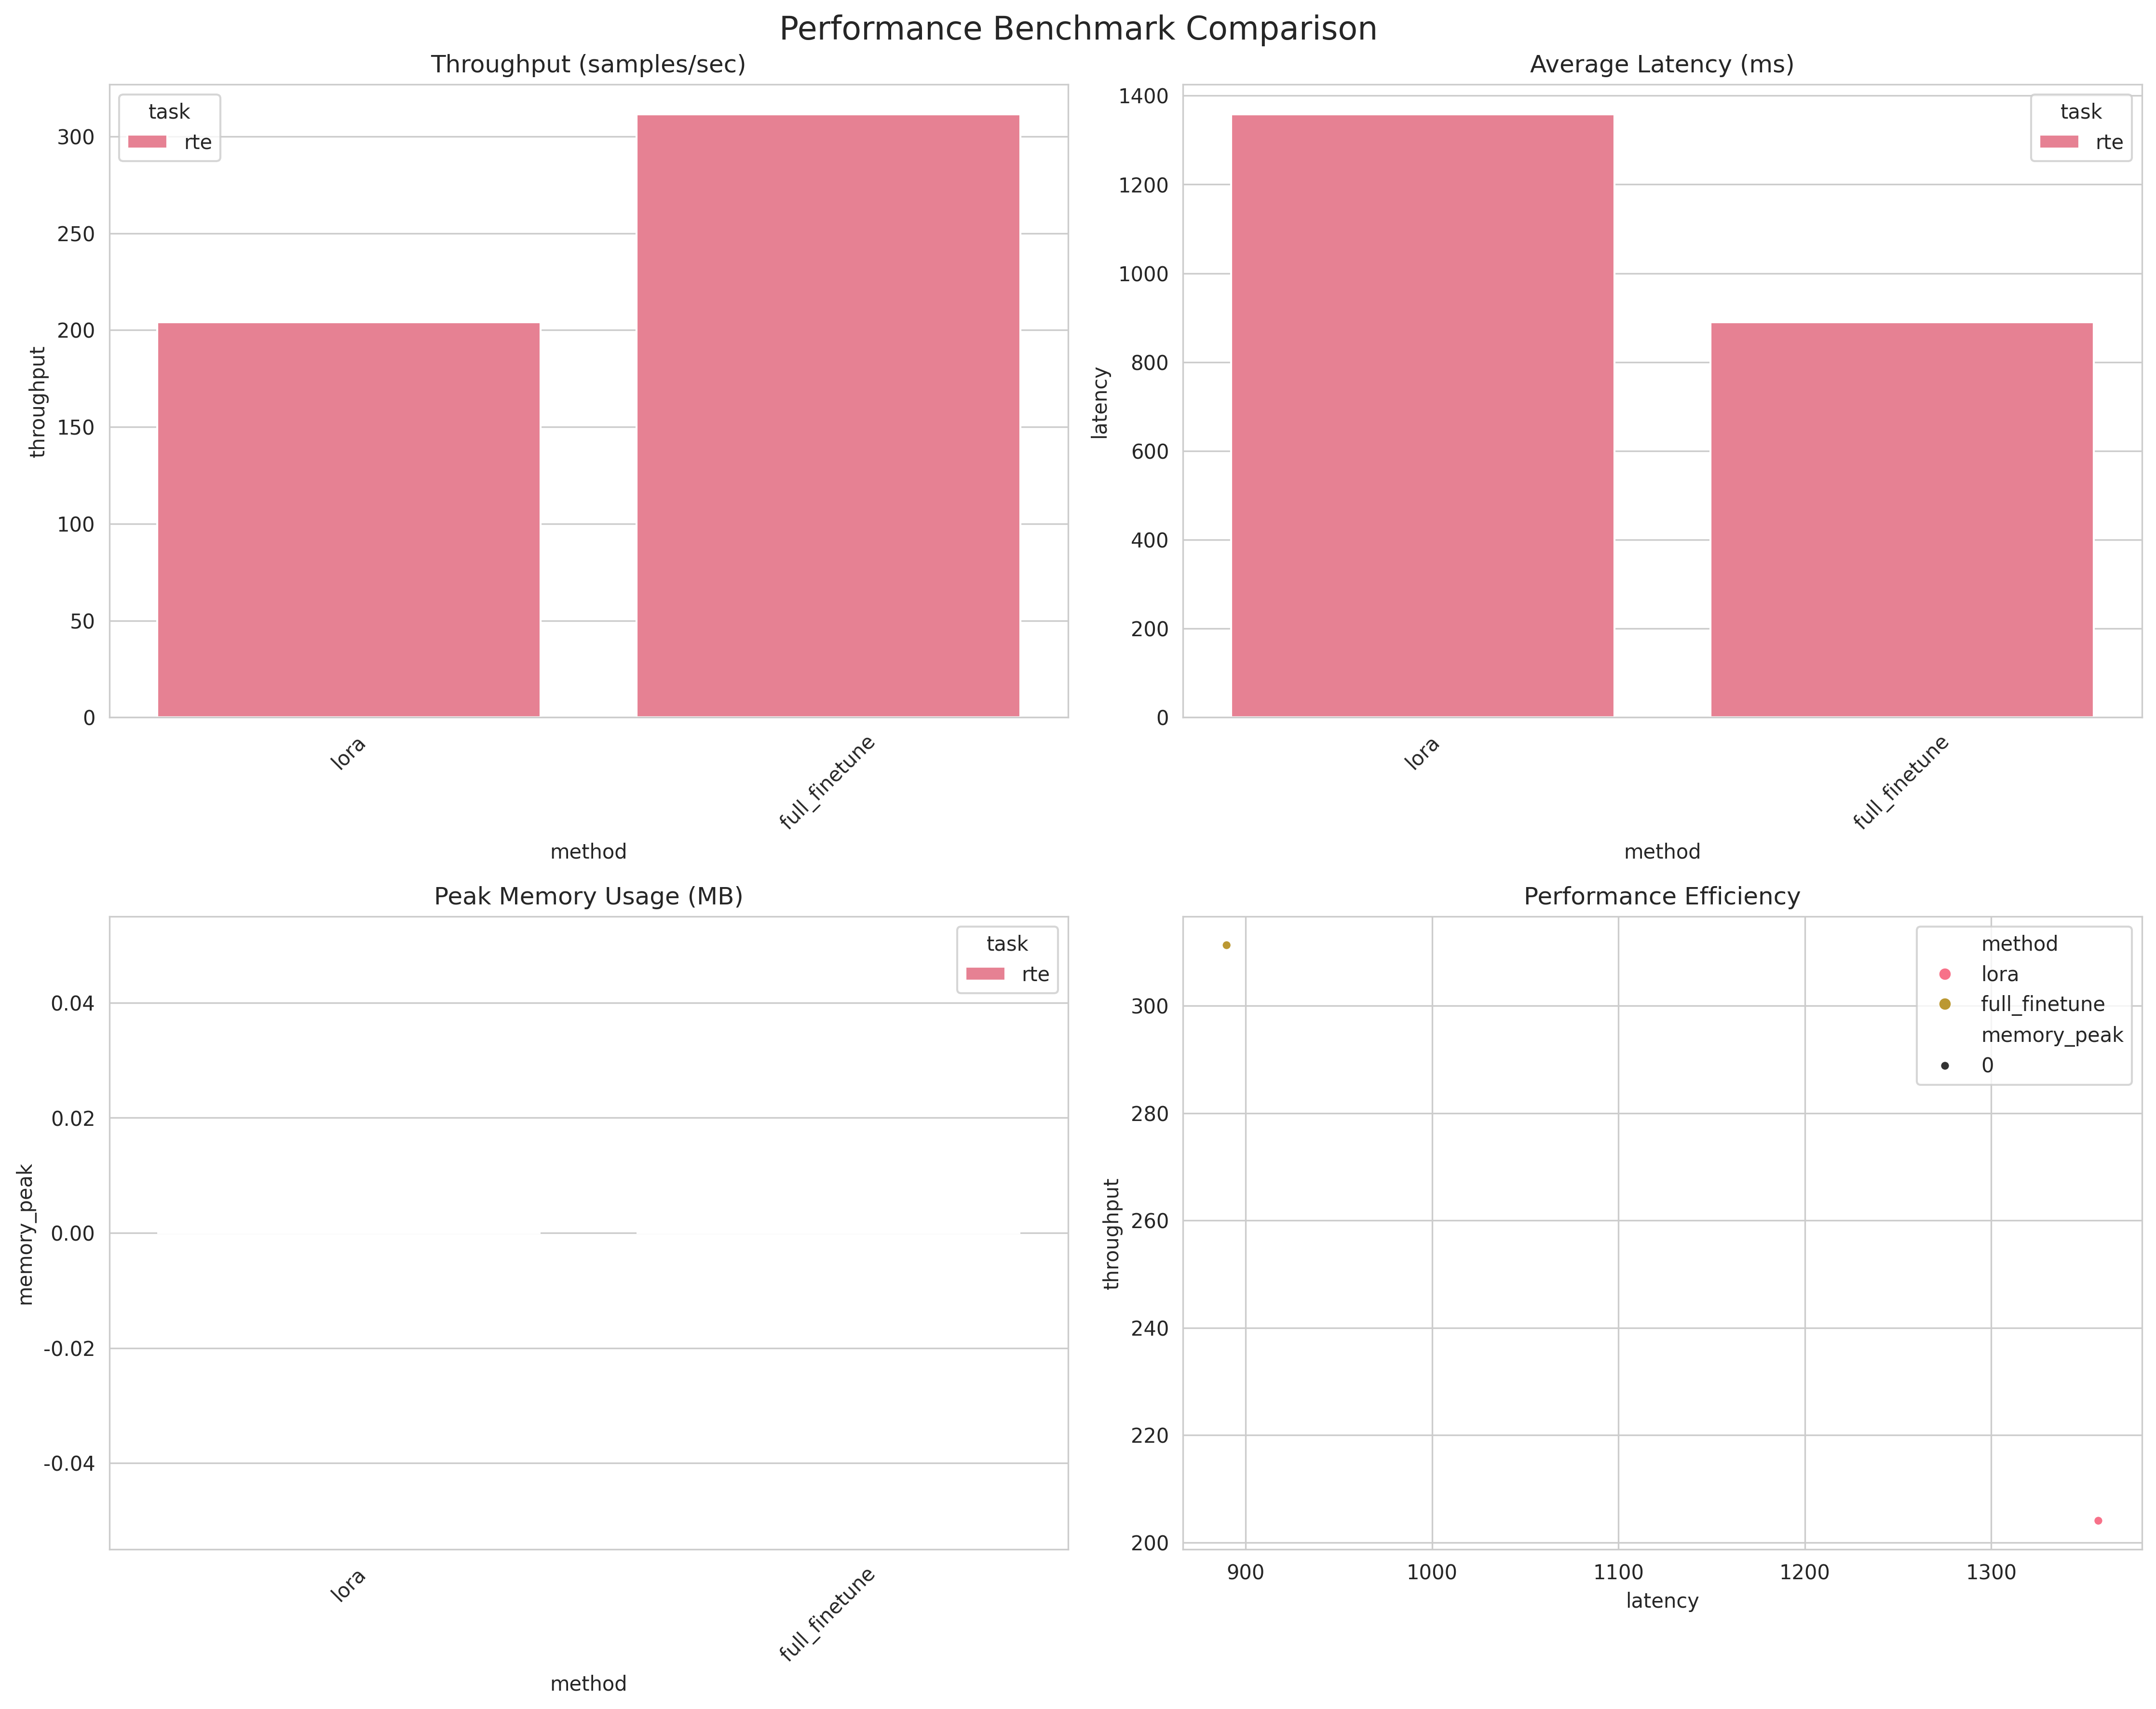 Performance Benchmark Comparison
Throughput (samples/sec)
task
rte
300
250
200
150
100
50
0
throughput
lora
full_finetune
method
Average Latency (ms)
task
rte
1400
1200
1000
800
600
400
200
0
latency
lora
full_finetune
method
Peak Memory Usage (MB)
task
rte
0.04
0.02
0.00
-0.02
-0.04
memory_peak
lora
full_finetune
method
Performance Efficiency
method
lora
full_finetune
memory_peak
0
300
280
260
240
220
200
throughput
900 1000 1100 1200 1300
latency